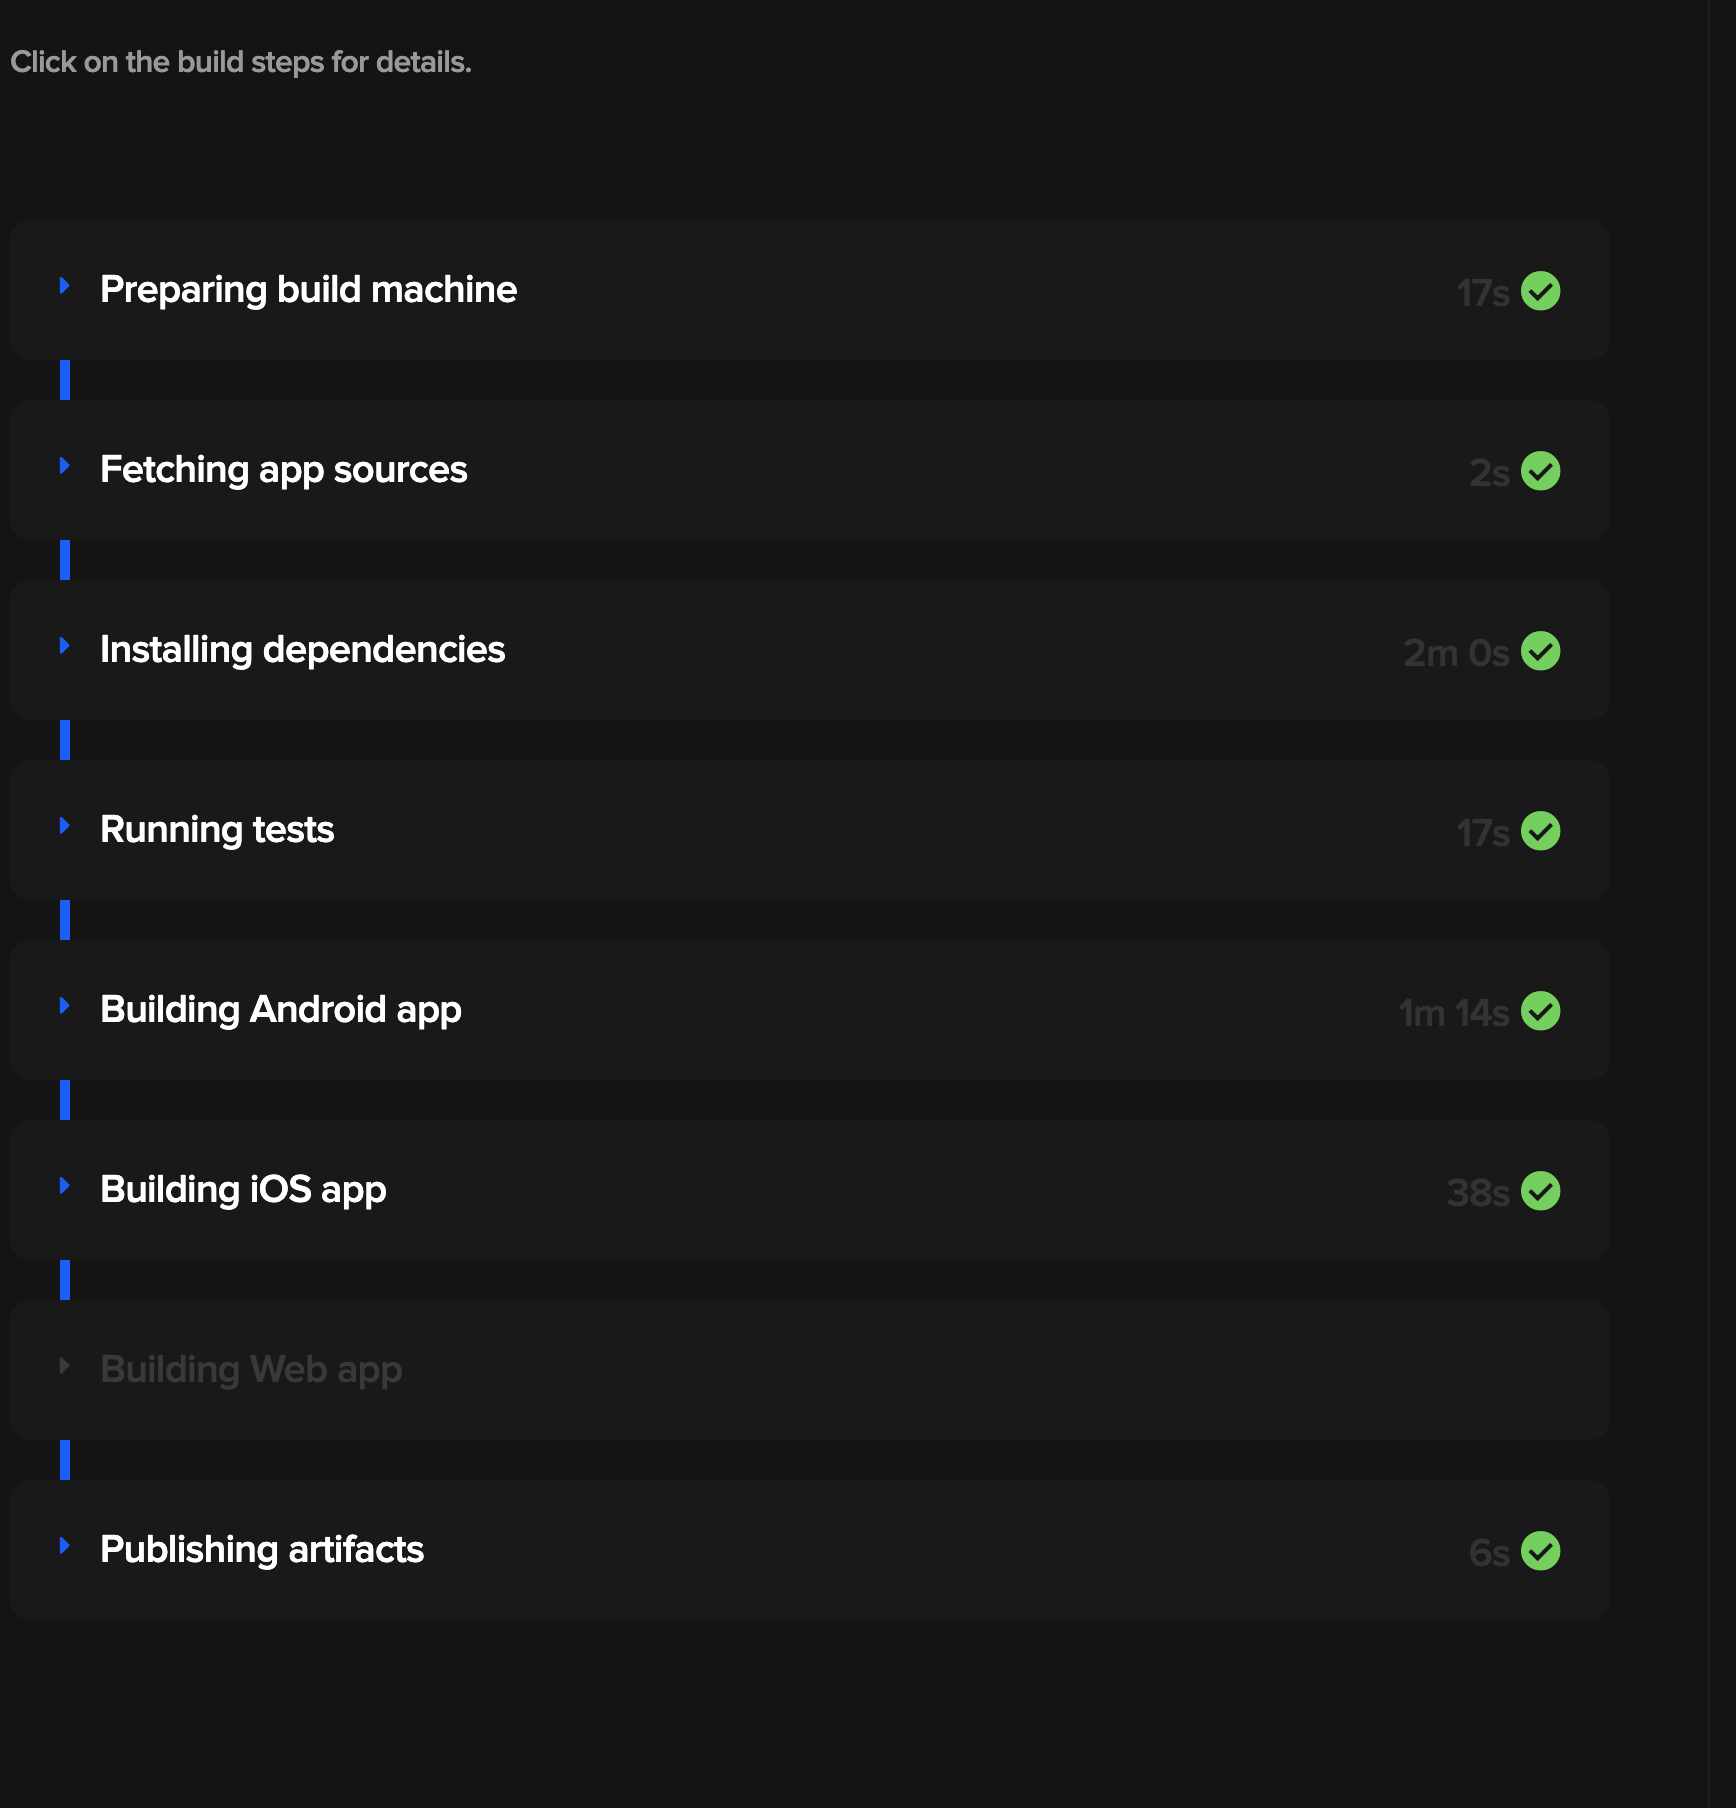 Click on the build steps for details.
Preparing build machine 17s
Fetching app sources 2s
Installing dependencies 2m 0s
Running tests 17s
Building Android app 1m 14s
Building iOS app 38s
Building Web app
Publishing artifacts 6s